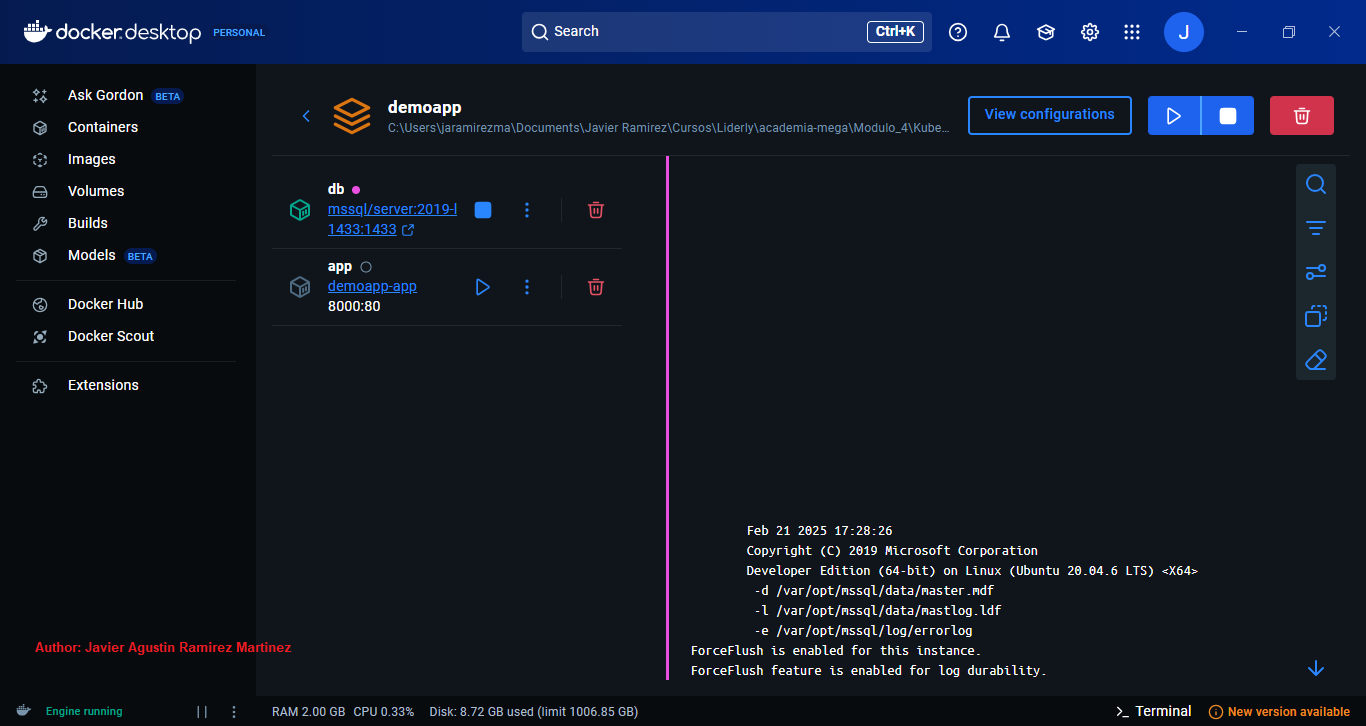 docker.desktop PERSONAL
Search
Ctrl+K
J
Ask Gordon BETA
Containers
Images
Volumes
Builds
Models BETA
Docker Hub
Docker Scout
Extensions
demoapp
C:\Users\jaramirezma\Documents\Javier Ramirez\Cursos\Liderly\academia-mega\Modulo_4\Kube...
View configurations
db
mssql/server:2019-l
1433:1433
app
demoapp-app
8000:80
Feb 21 2025 17:28:26
Copyright (C) 2019 Microsoft Corporation
Developer Edition (64-bit) on Linux (Ubuntu 20.04.6 LTS) <X64>
-d /var/opt/mssql/data/master.mdf
-l /var/opt/mssql/data/mastlog.ldf
-e /var/opt/mssql/log/errorlog
ForceFlush is enabled for this instance.
ForceFlush feature is enabled for log durability.
Author: Javier Agustin Ramirez Martinez
Engine running
RAM 2.00 GB CPU 0.33% Disk: 8.72 GB used (limit 1006.85 GB)
Terminal
New version available